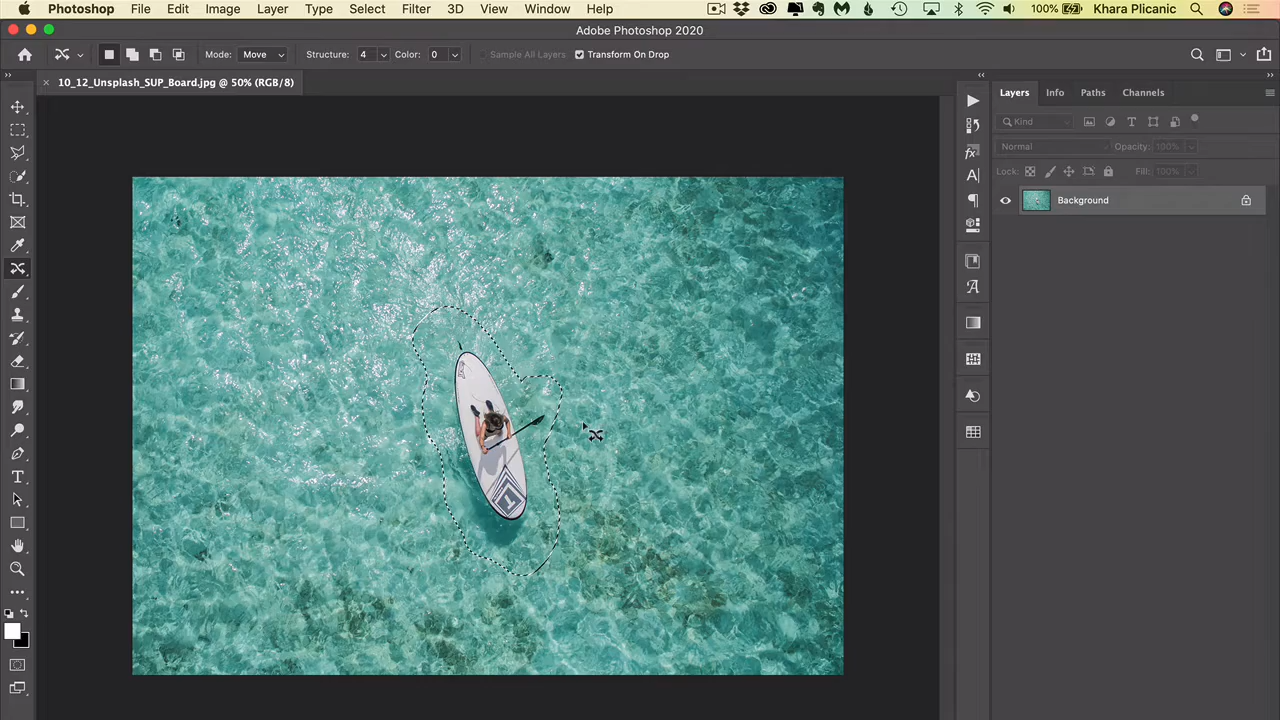 Photoshop File Edit Image Layer Type Select Filter 3D View Window Help 100% Khara Plicanic
Adobe Photoshop 2020
Mode: Move Structure: 4 Color: 0 Sample All Layers Transform On Drop
10_12_Unsplash_SUP_Board.jpg @ 50% (RGB/8)
Layers Info Paths Channels
Kind
Normal Opacity: 100%
Lock: Fill: 100%
Background